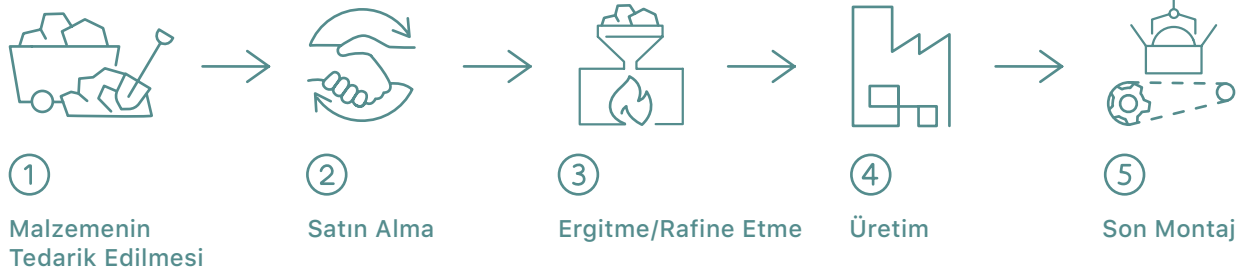 1
Malzemenin
Tedarik Edilmesi
2
Satın Alma
3
Ergitme/Rafine Etme
4
Üretim
5
Son Montaj